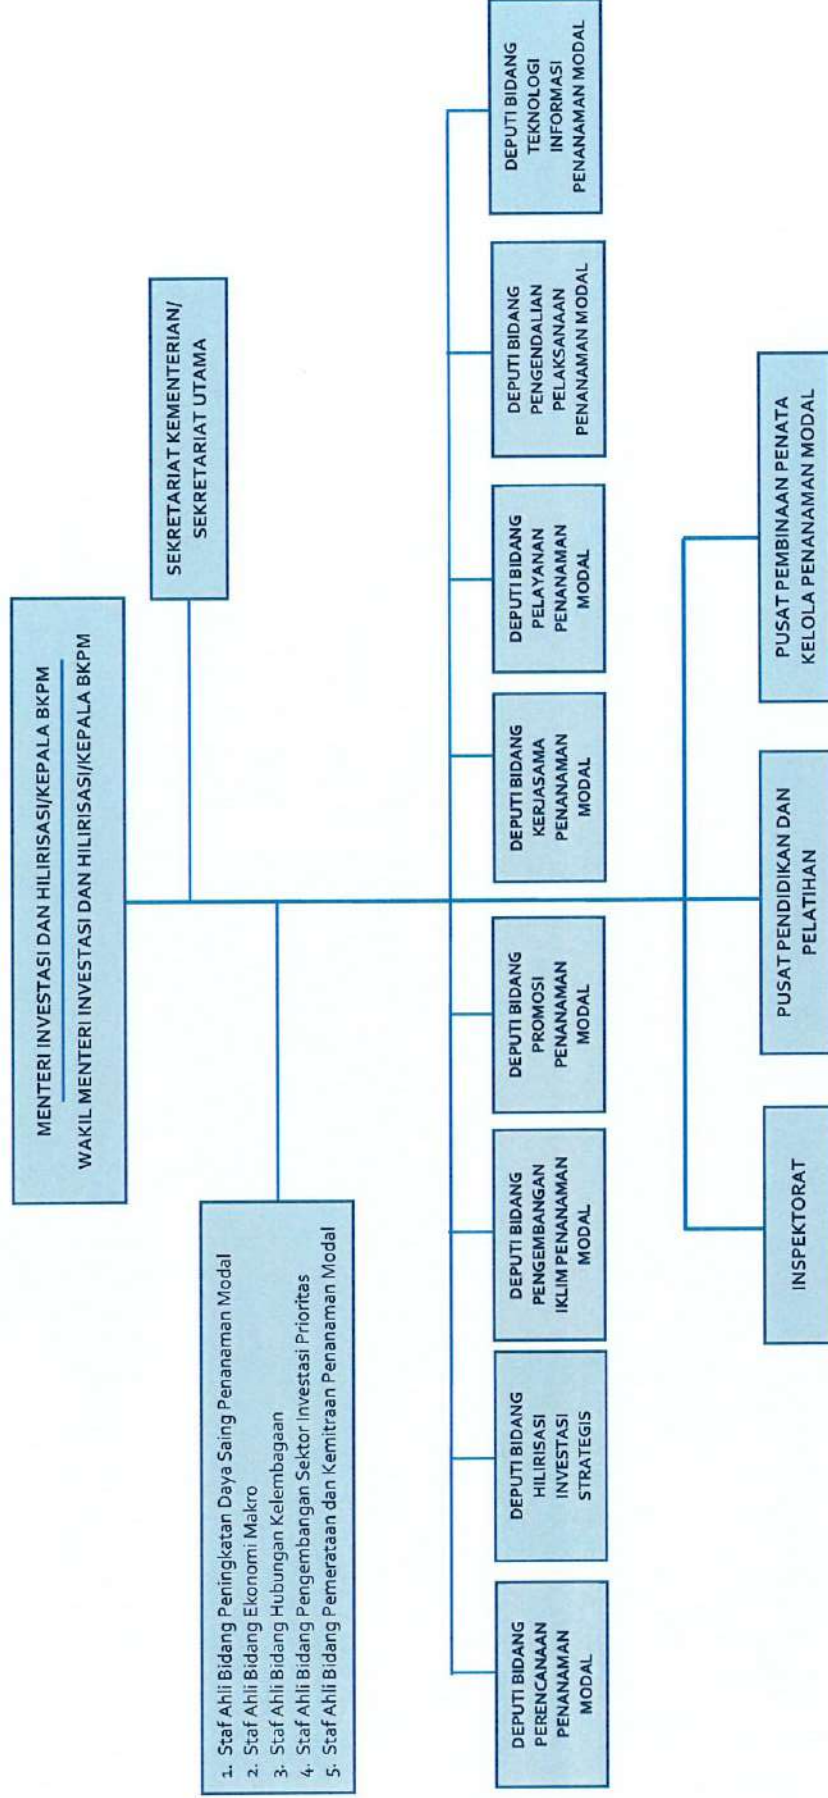 MENTERI INVESTASI DAN HILIRISASI/KEPALA BKPM
WAKIL MENTERI INVESTASI DAN HILIRISASI/KEPALA BKPM
SEKRETARIAT KEMENTERIAN/
SEKRETARIAT UTAMA
1. Staf Ahli Bidang Peningkatan Daya Saing Penanaman Modal
2. Staf Ahli Bidang Ekonomi Makro
3. Staf Ahli Bidang Hubungan Kelembagaan
4. Staf Ahli Bidang Pengembangan Sektor Investasi Prioritas
5. Staf Ahli Bidang Pemerataan dan Kemitraan Penanaman Modal
DEPUTI BIDANG
PERENCANAAN
PENANAMAN
MODAL
DEPUTI BIDANG
HILIRISASI
INVESTASI
STRATEGIS
DEPUTI BIDANG
PENGEMBANGAN
IKLIM PENANAMAN
MODAL
DEPUTI BIDANG
PROMOSI
PENANAMAN
MODAL
DEPUTI BIDANG
KERJASAMA
PENANAMAN
MODAL
DEPUTI BIDANG
PELAYANAN
PENANAMAN
MODAL
DEPUTI BIDANG
PENGENDALIAN
PELAKSANAAN
PENANAMAN MODAL
DEPUTI BIDANG
TEKNOLOGI
INFORMASI
PENANAMAN MODAL
INSPEKTORAT
PUSAT PENDIDIKAN DAN
PELATIHAN
PUSAT PEMBINAAN PENATA
KELOLA PENANAMAN MODAL